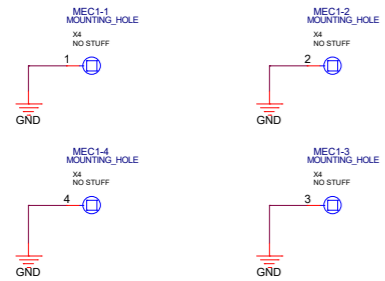 MEC1-1
MOUNTING_HOLE
X4
NO STUFF
1
GND
MEC1-2
MOUNTING_HOLE
X4
NO STUFF
2
GND
MEC1-4
MOUNTING_HOLE
X4
NO STUFF
4
GND
MEC1-3
MOUNTING_HOLE
X4
NO STUFF
3
GND